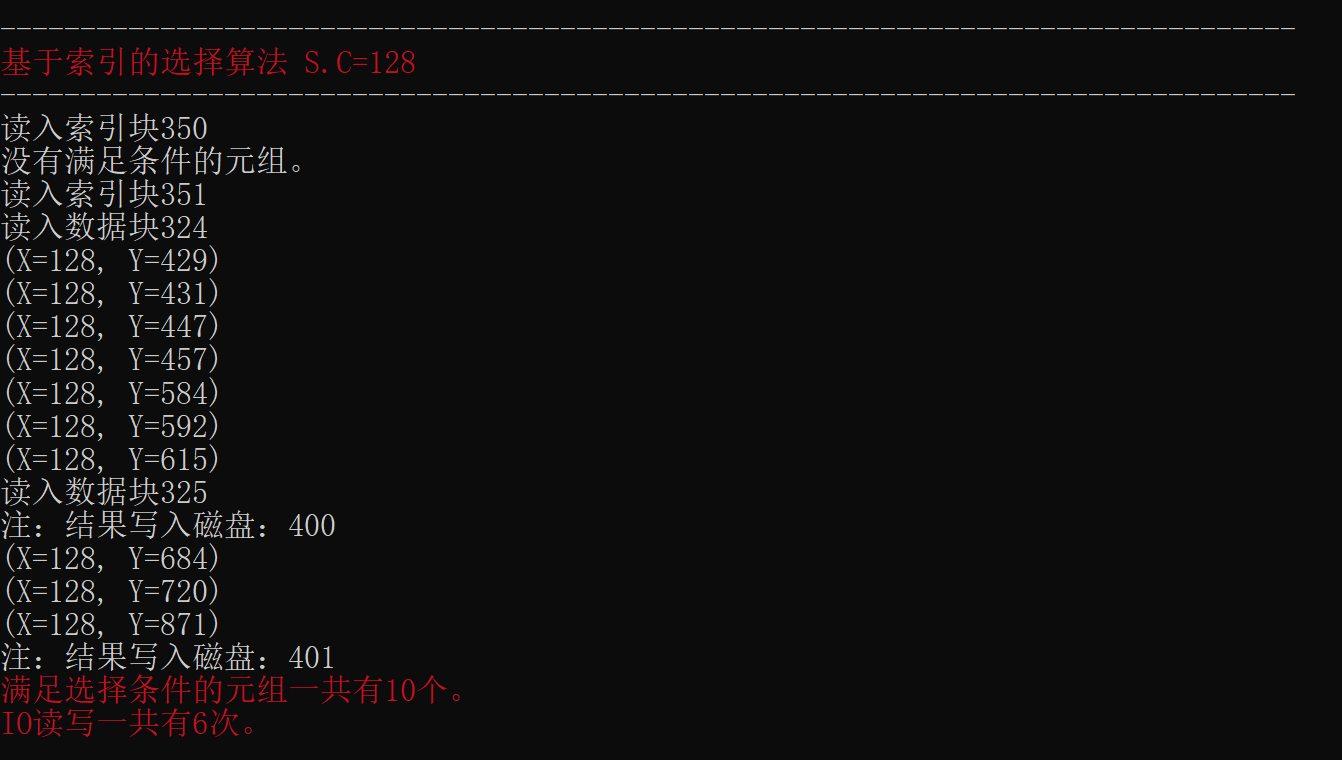 ---------------------------------------------------------------------------------
基于索引的选择算法 S.C=128
---------------------------------------------------------------------------------
读入索引块350
没有满足条件的元组。
读入索引块351
读入数据块324
(X=128, Y=429)
(X=128, Y=431)
(X=128, Y=447)
(X=128, Y=457)
(X=128, Y=584)
(X=128, Y=592)
(X=128, Y=615)
读入数据块325
注：结果写入磁盘：400
(X=128, Y=684)
(X=128, Y=720)
(X=128, Y=871)
注：结果写入磁盘：401
满足选择条件的元组一共有10个。
IO读写一共有6次。